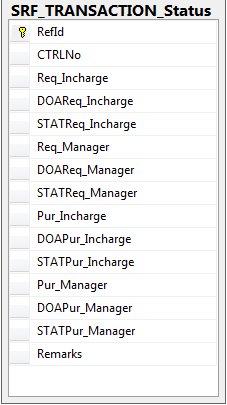 SRF_TRANSACTION_Status
RefId
CTRLNo
Req_Incharge
DOAReq_Incharge
STATReq_Incharge
Req_Manager
DOAReq_Manager
STATReq_Manager
Pur_Incharge
DOAPur_Incharge
STATPur_Incharge
Pur_Manager
DOAPur_Manager
STATPur_Manager
Remarks